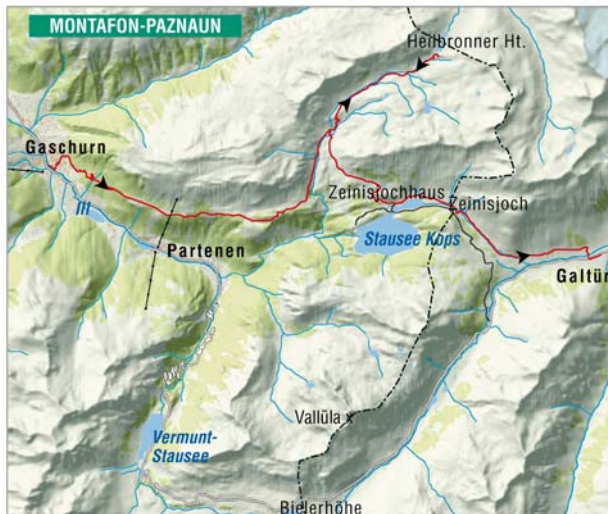 MONTAFON-PAZNAUN
Heilbronner Ht.
Gaschurn
Zeinisjochhaus
Zeinisjoch
Ill
Stausee Kops
Partenen
Galtür
Vallüla
Vermunt-
Stausee
Bielerhöhe